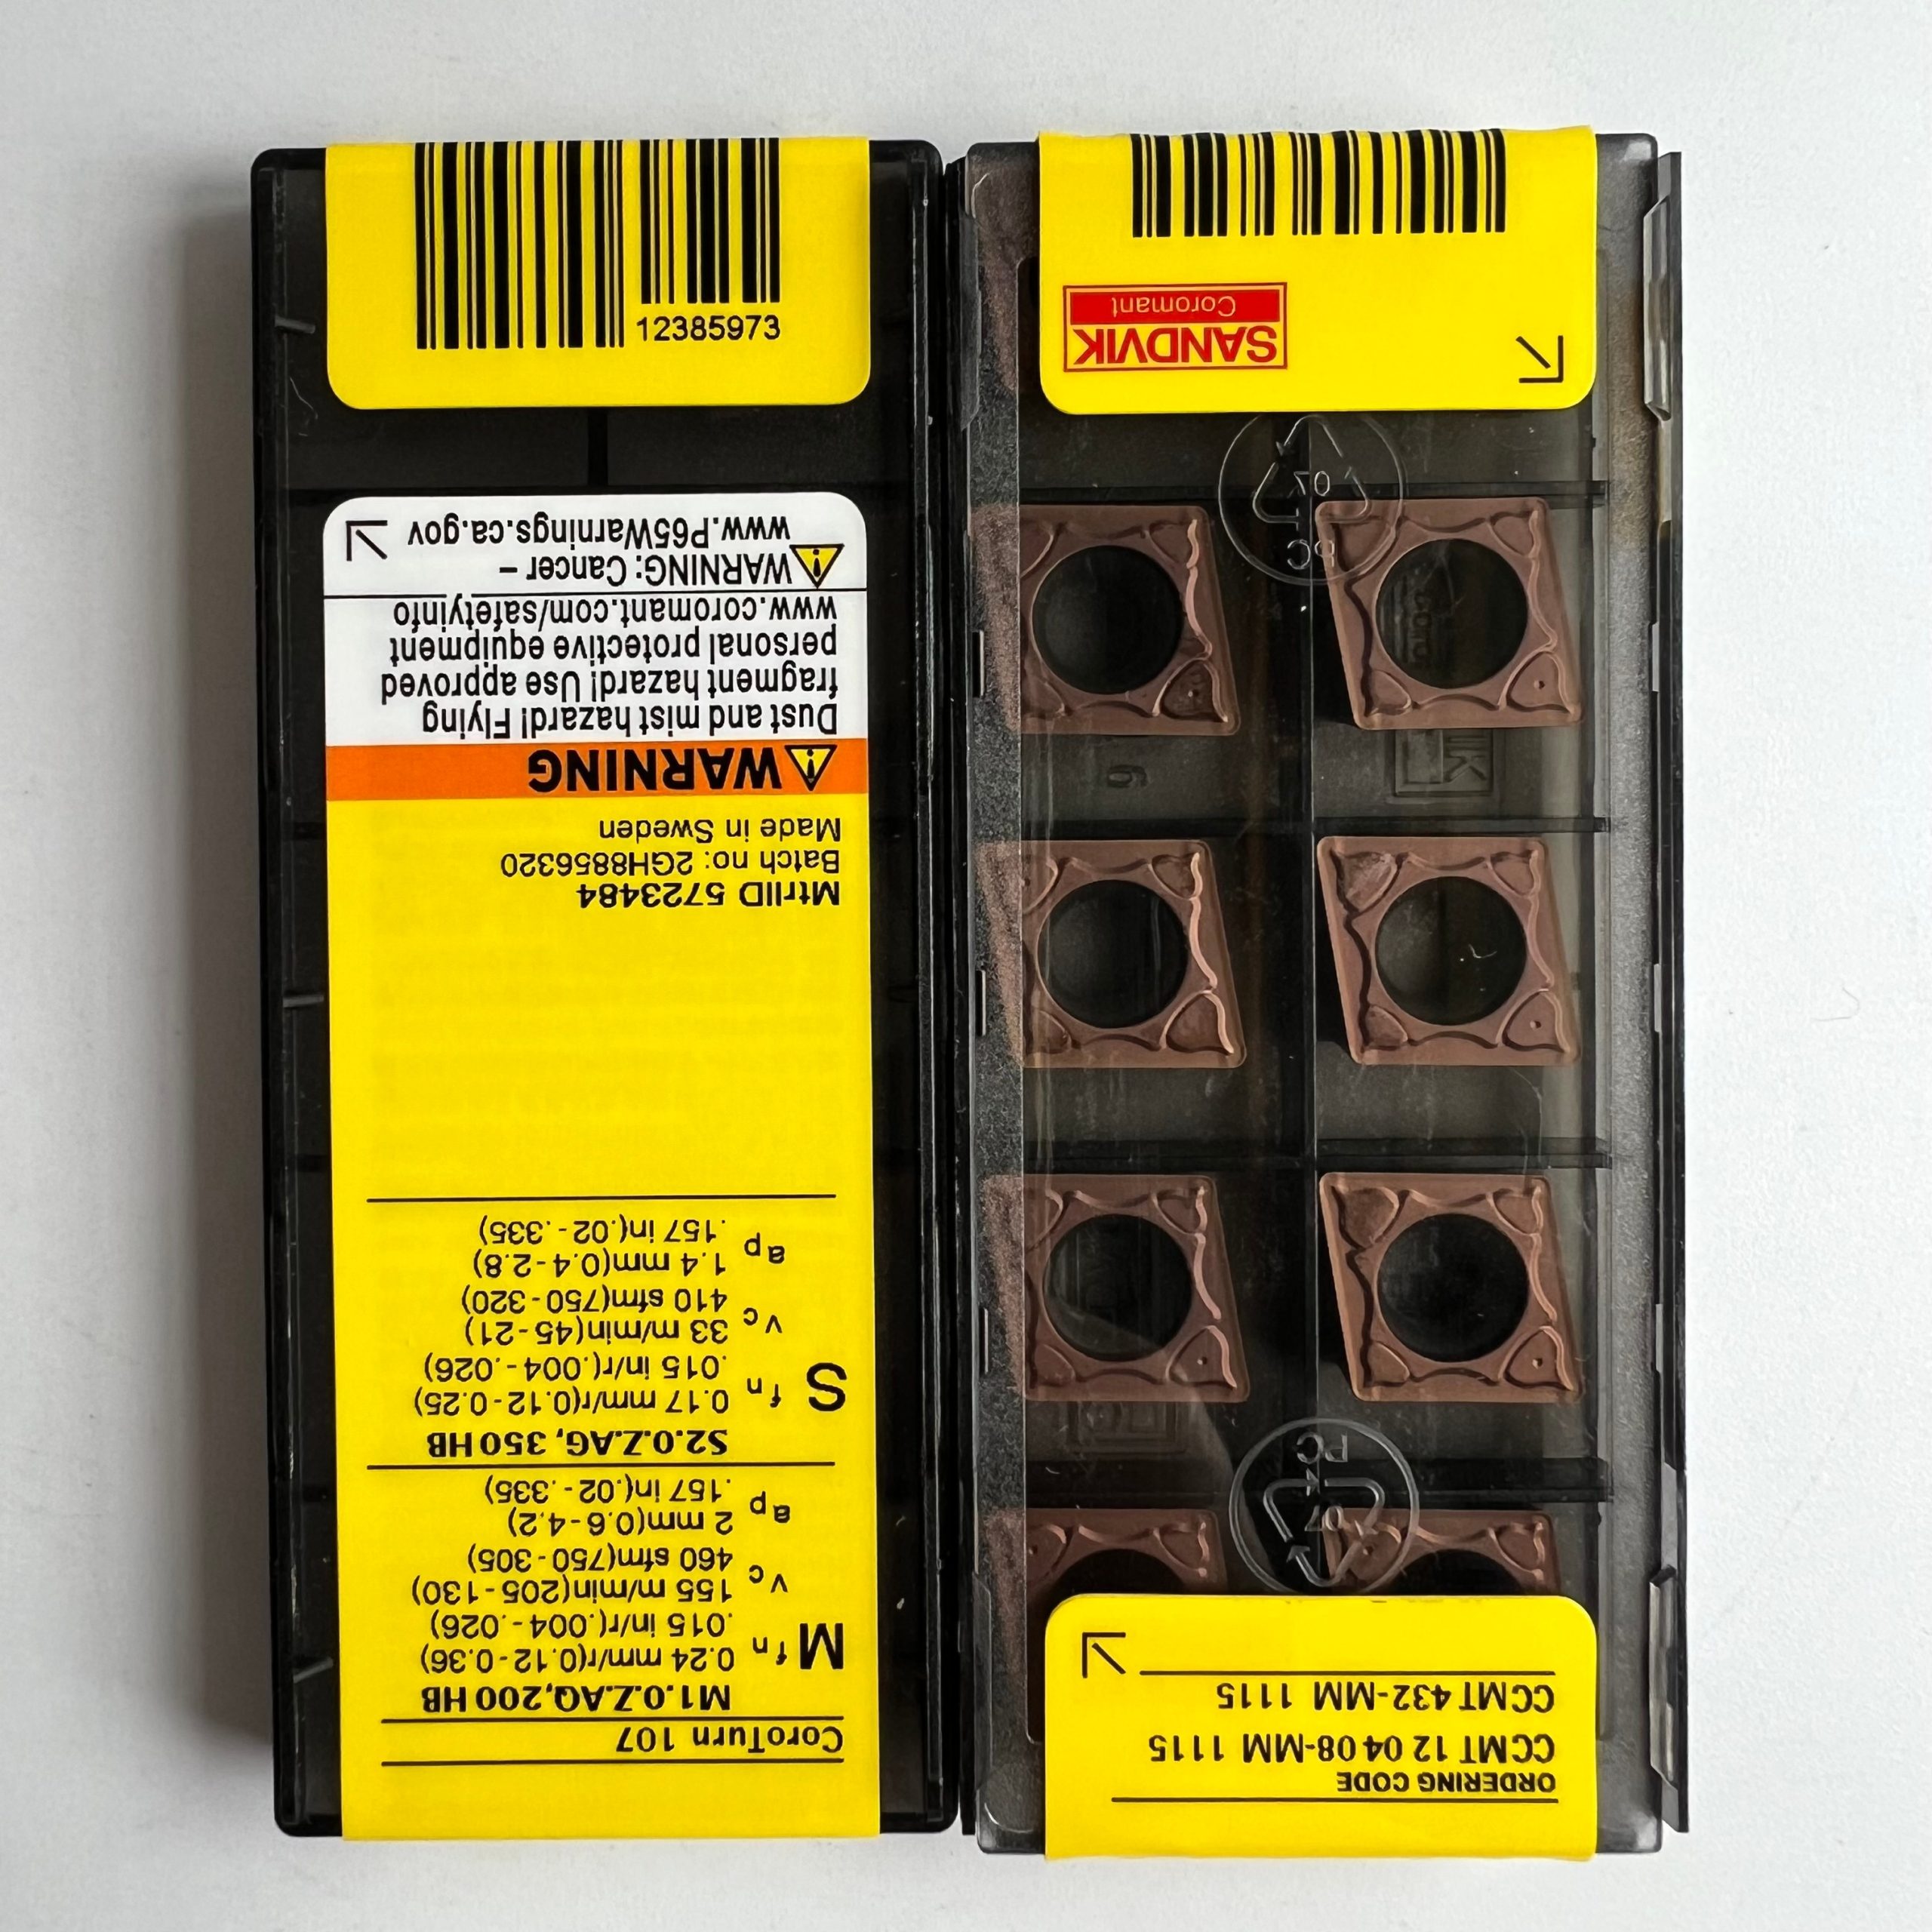 12385973
CoroTurn 107
M1.0.Z.AQ,200 HB
M fn 0.24 mm/r(0.12-0.36)
.015 in/r(.004-.026)
vc 155 m/min(205-130)
460 sfm(750-305)
ap 2 mm(0.6-4.2)
.157 in(.02-.335)
S2.0.Z.AG, 350 HB
S fn 0.17 mm/r(0.12-0.25)
.015 in/r(.004-.026)
vc 33 m/min(45-21)
410 sfm(750-320)
ap 1.4 mm(0.4-2.8)
.157 in(.02-.335)
MtrlID 5723484
Batch no: 2GH8856320
Made in Sweden
WARNING
Dust and mist hazard! Flying
fragment hazard! Use approved
personal protective equipment
www.coromant.com/safetyinfo
WARNING: Cancer –
www.P65Warnings.ca.gov
ORDERING CODE
CCMT 12 04 08-MM 1115
CCMT 432-MM 1115
07
PC
07
PC
SANDVIK
Coromant